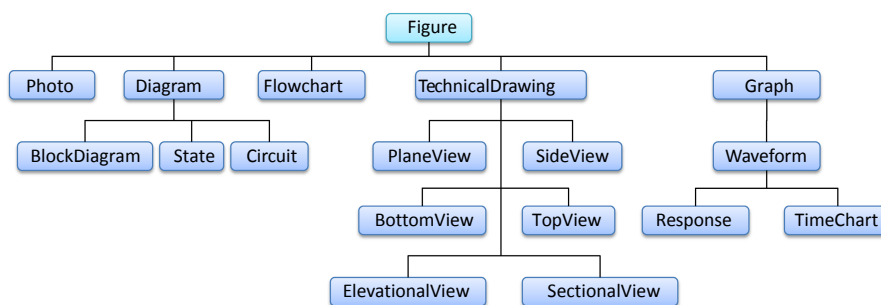 Figure
Photo Diagram Flowchart TechnicalDrawing Graph
BlockDiagram State Circuit PlaneView SideView Waveform
BottomView TopView Response TimeChart
ElevationalView SectionalView